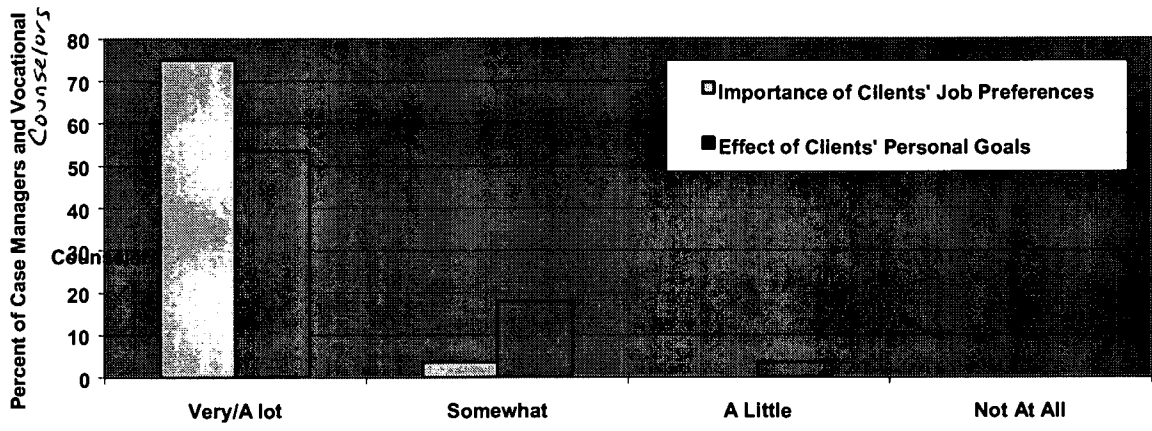 Percent of Case Managers and Vocational
Counselors
80
70
60
50
40
30
20
10
0
Importance of Clients' Job Preferences
Effect of Clients' Personal Goals
Very/A lot
Somewhat
A Little
Not At All